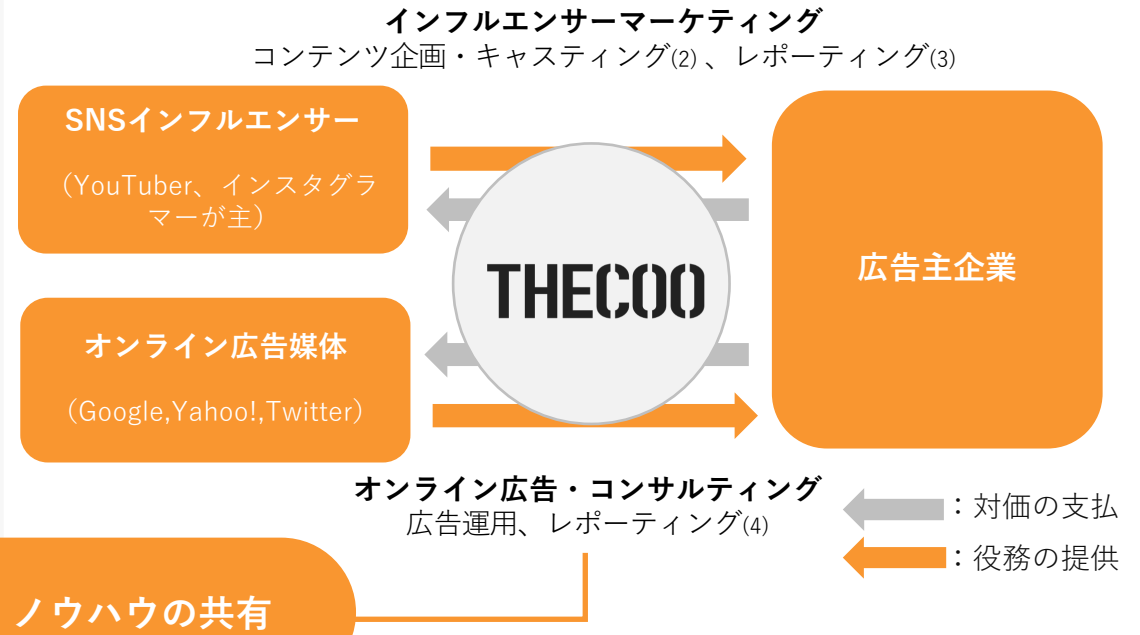 インフルエンサーマーケティング
コンテンツ企画・キャスティング(2) 、レポーティング(3)
SNSインフルエンサー
（YouTuber、インスタグラ
マーが主）
THECOO
広告主企業
オンライン広告媒体
（Google,Yahoo!,Twitter）
オンライン広告・コンサルティング
広告運用、レポーティング(4)
：対価の支払
：役務の提供
ノウハウの共有